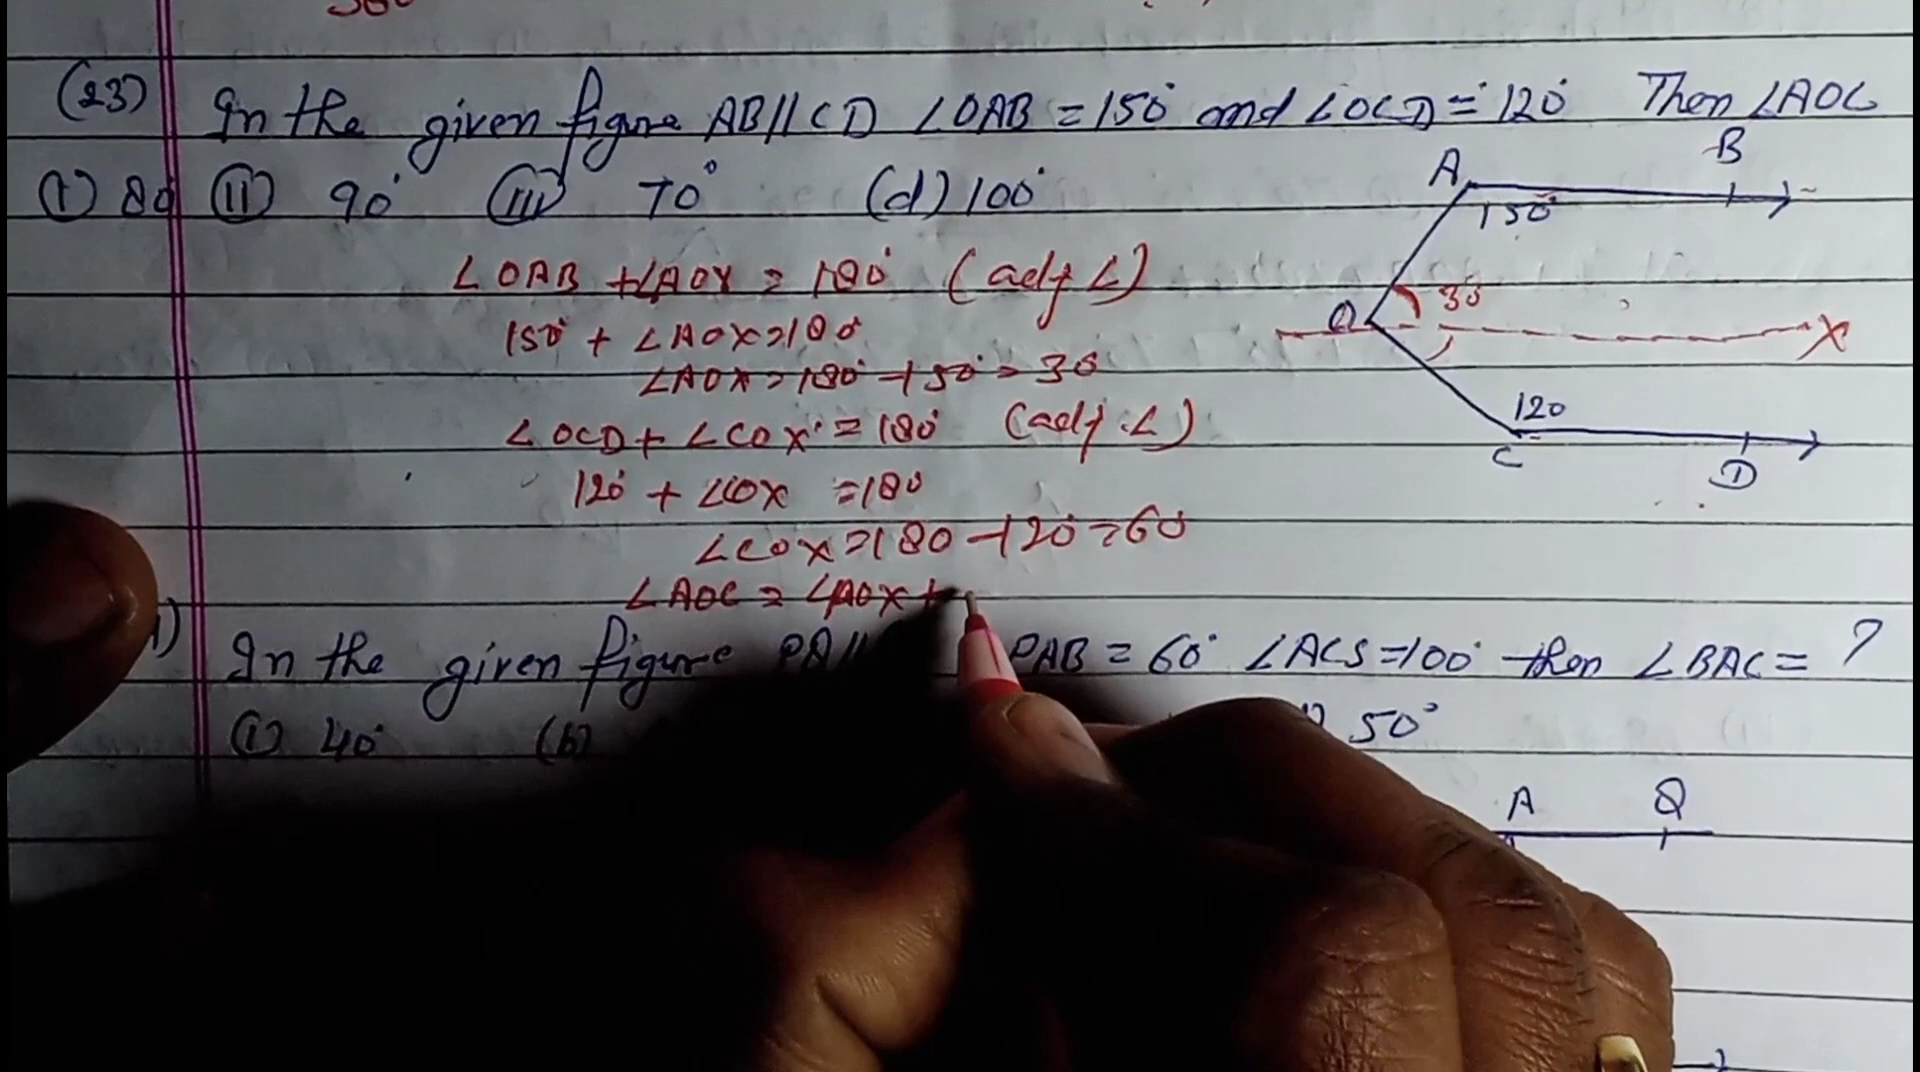 (23) In the given figure AB//CD ∠OAB = 150° and ∠OCD = 120° Then ∠AOC
(1) 80 (ii) 90° (iii) 70° (d) 100°
A
B
150°
O
30
X
120
C
D
∠OAB + ∠AOX = 180° (adj ∠)
150° + ∠AOX = 180°
∠AOX = 180° - 150° = 30
∠OCD + ∠COX = 180° (adj ∠)
120° + ∠COX = 180
∠COX = 180 - 120 = 60
∠AOC = ∠AOX +
In the given figure PA// PAB = 60° ∠ACS = 100° then ∠BAC = ?
(i) 40° (b) 50°
A Q